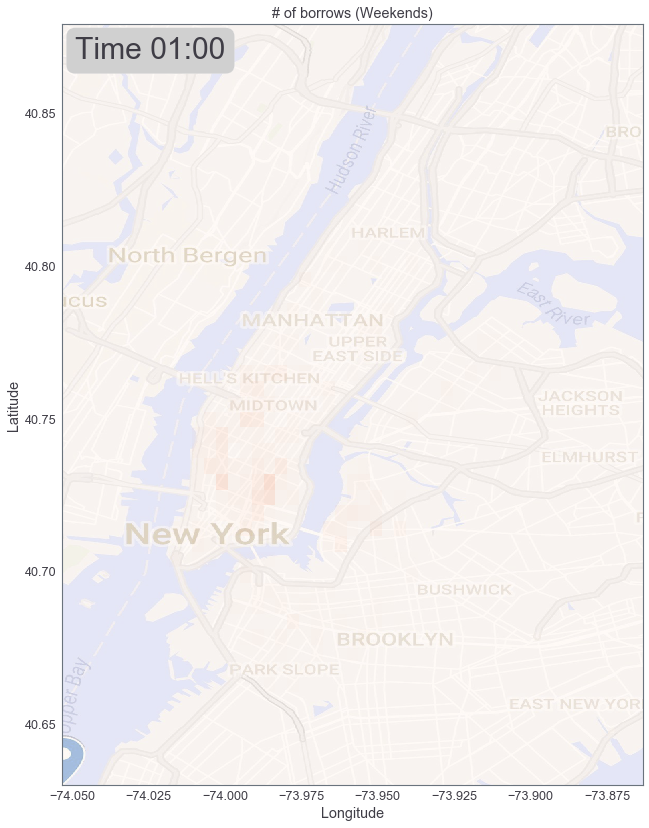 # of borrows (Weekends)
Time 01:00
40.85
40.80
40.75
40.70
40.65
Latitude
Hudson River
BRO
HARLEM
North Bergen
CUS
East River
MANHATTAN
UPPER
EAST SIDE
HELL'S KITCHEN
MIDTOWN
JACKSON
HEIGHTS
ELMHURST
New York
BUSHWICK
BROOKLYN
PARK SLOPE
EAST NEW YOR
pper Bay
−74.050 −74.025 −74.000 −73.975 −73.950 −73.925 −73.900 −73.875
Longitude